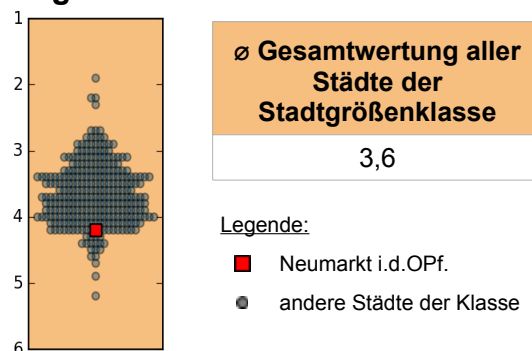 1
2
3
4
5
6
⌀ Gesamtwertung aller
Städte der
Stadtgrößenklasse
3,6
Legende:
Neumarkt i.d.OPf.
andere Städte der Klasse